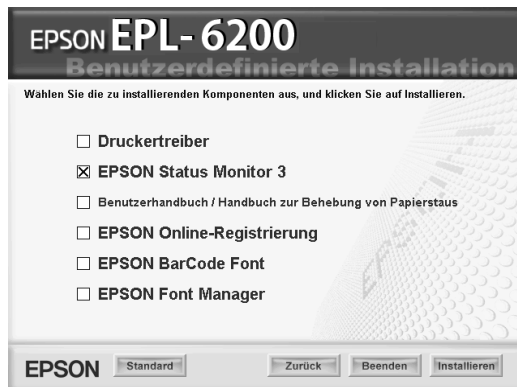 EPSON EPL-6200
Benutzerdefinierte Installation
Wählen Sie die zu installierenden Komponenten aus, und klicken Sie auf Installieren.
Druckertreiber
EPSON Status Monitor 3
Benutzerhandbuch / Handbuch zur Behebung von Papierstaus
EPSON Online-Registrierung
EPSON BarCode Font
EPSON Font Manager
EPSON
EPSON Standard Zurück Beenden Installieren